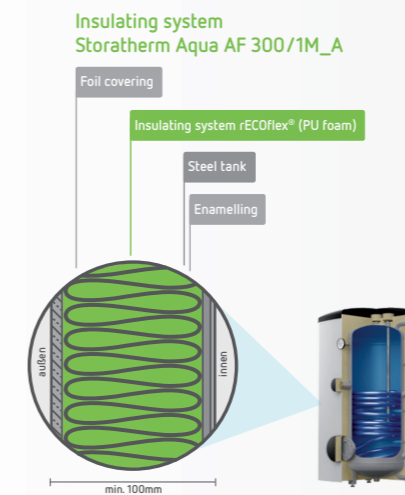 Insulating system
Storatherm Aqua AF 300/1M_A
Foil covering
Insulating system rECOflex® (PU foam)
Steel tank
Enamelling
außen
innen
min. 100mm